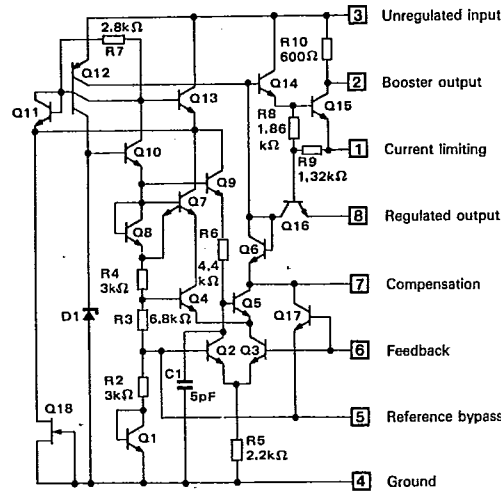 2.8kΩ
R7
3 Unregulated input
R10
600Ω
Q12
Q14
2 Booster output
Q11
Q13
Q15
R8
1,86
kΩ
1 Current limiting
Q10
R9
1,32kΩ
Q9
Q7
Q8
R6
Q16
8 Regulated output
Q6
4.4
kΩ
R4
3kΩ
Q4
Q5
7 Compensation
D1
R3
6,8kΩ
Q17
Q2
Q3
6 Feedback
R2
3kΩ
C1
5pF
5 Reference bypass
Q18
Q1
R5
2.2kΩ
4 Ground